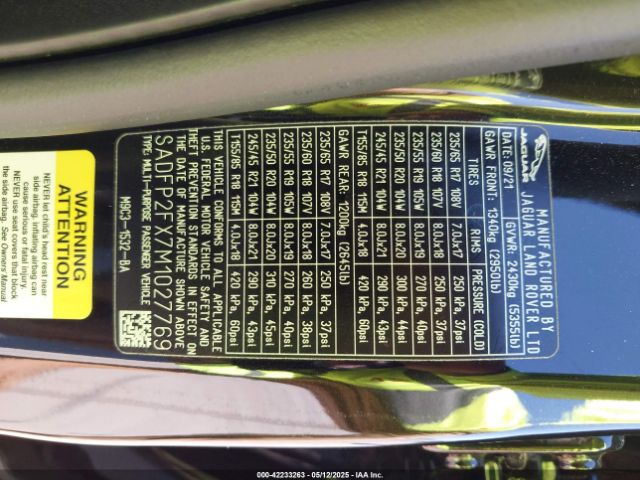 MANUFACTURED BY
JAGUAR
JAGUAR LAND ROVER LTD
DATE: 09/21 GVWR: 2430kg (5355lb)
GAWR FRONT: 1340kg (2950lb)
TIRES RIMS PRESSURE (COLD)
235/65 R17 108V 7.0Jx17 250 kPa, 37psi
235/60 R18 107V 8.0Jx18 250 kPa, 37psi
235/55 R19 105W 8.0Jx19 270 kPa, 40psi
235/50 R20 104W 8.0Jx20 300 kPa, 44psi
245/45 R21 104W 8.0Jx21 290 kPa, 43psi
T155/85 R18 115M 4.0Jx18 420 kPa, 60psi
GAWR REAR: 1200kg (2645lb)
235/65 R17 108V 7.0Jx17 250 kPa, 37psi
235/60 R18 107V 8.0Jx18 260 kPa, 38psi
235/55 R19 105W 8.0Jx19 270 kPa, 40psi
235/50 R20 104W 8.0Jx20 310 kPa, 45psi
245/45 R21 104W 8.0Jx21 290 kPa, 43psi
T155/85 R18 115M 4.0Jx18 420 kPa, 60psi
THIS VEHICLE CONFORMS TO ALL APPLICABLE
U.S. FEDERAL MOTOR VEHICLE SAFETY AND
THEFT PREVENTION STANDARDS IN EFFECT ON
THE DATE OF MANUFACTURE SHOWN ABOVE
SADFP2FX7M1027769
TYPE: MULTI-PURPOSE PASSENGER VEHICLE
M9C3-1532-BA
WARNING
ATTENTION
NEVER let child's head rest near
side airbag. Inflating airbag can
cause serious or fatal injury.
NEVER use seat covers that block
the side airbag. See Owners Manual
000-42233263 - 05/12/2025 - IAA Inc.